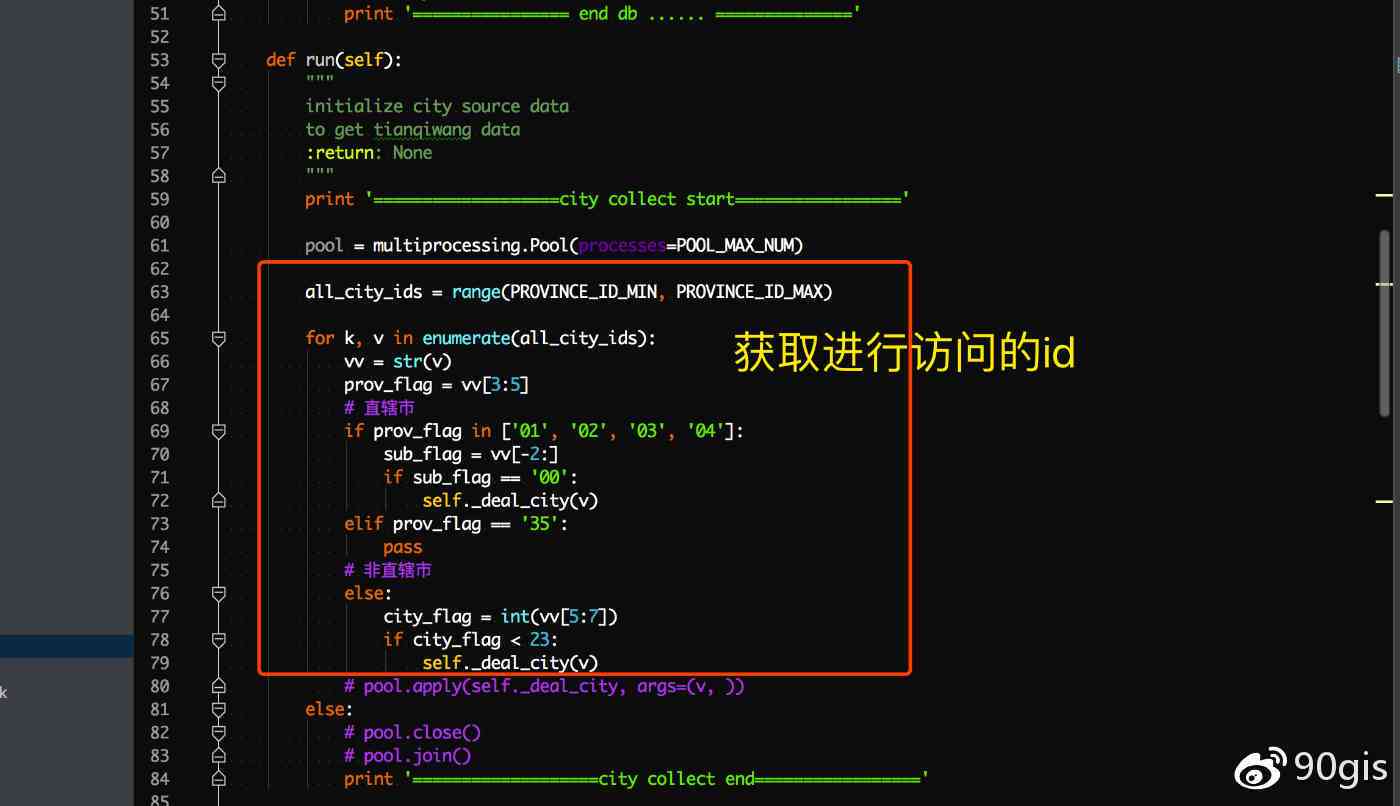 51 print '================ end db ...... =============='
52
53 def run(self):
54 """
55 initialize city source data
56 to get tianqiwang data
57 :return: None
58 """
59 print '===================city collect start================='
60
61 pool = multiprocessing.Pool(processes=POOL_MAX_NUM)
62
63 all_city_ids = range(PROVINCE_ID_MIN, PROVINCE_ID_MAX)
64
65 for k, v in enumerate(all_city_ids):
获取进行访问的id
66 vv = str(v)
67 prov_flag = vv[3:5]
68 # 直辖市
69 if prov_flag in ['01', '02', '03', '04']:
70 sub_flag = vv[-2:]
71 if sub_flag == '00':
72 self._deal_city(v)
73 elif prov_flag == '35':
74 pass
75 # 非直辖市
76 else:
77 city_flag = int(vv[5:7])
78 if city_flag < 23:
79 self._deal_city(v)
k
80 # pool.apply(self._deal_city, args=(v, ))
81 else:
82 # pool.close()
83 # pool.join()
84 print '===================city collect end================='
85
90gis